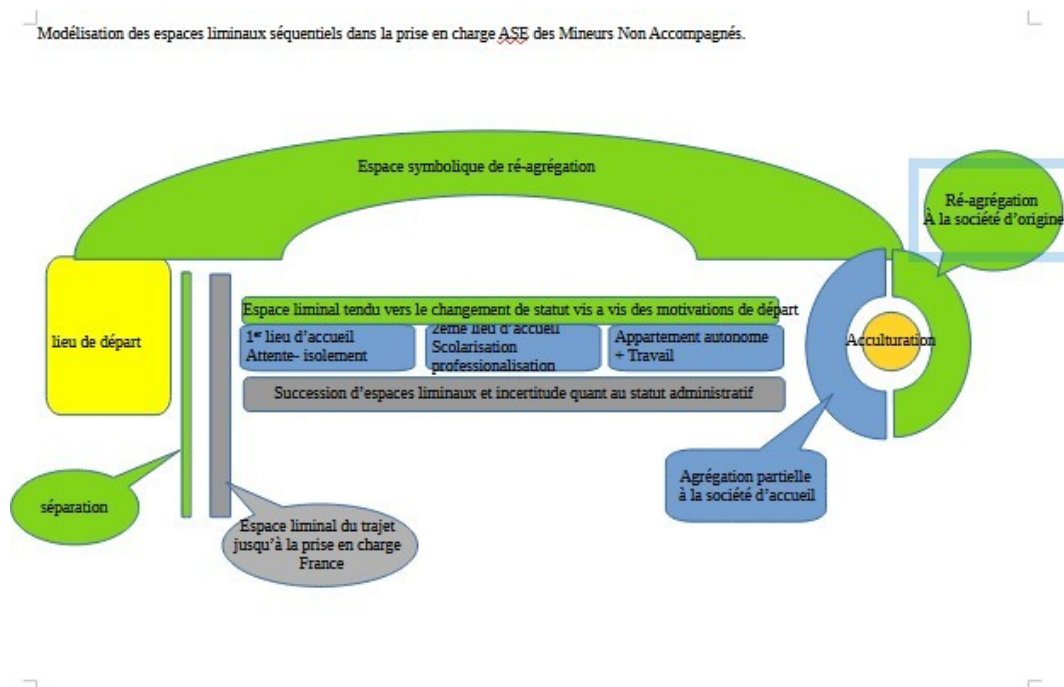 Modélisation des espaces liminaux séquentiels dans la prise en charge ASE des Mineurs Non Accompagnés.
Espace symbolique de ré-agrégation
Ré-agrégation
À la société d'origine
lieu de départ
Espace liminal tendu vers le changement de statut vis a vis des motivations de départ
1er lieu d'accueil
Attente- isolement
2ème lieu d'accueil
Scolarisation
professionalisation
Appartement autonome
+ Travail
Acculturation
Succession d'espaces liminaux et incertitude quant au statut administratif
Agrégation partielle
à la société d'accueil
séparation
Espace liminal du trajet
jusqu'à la prise en charge
France